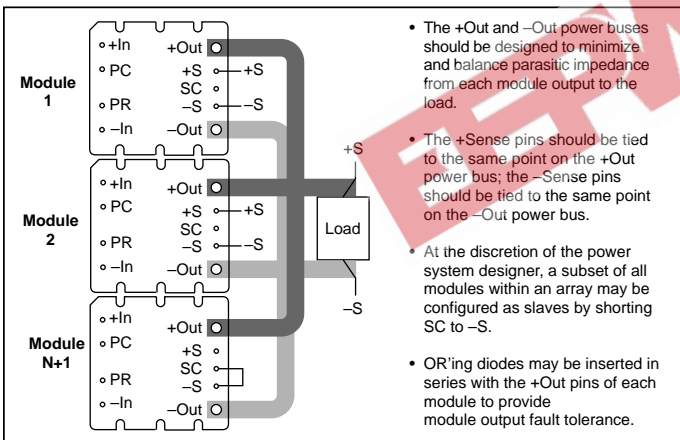 +In
+Out
Module
1
PC
+S
+S
SC
PR
–S
–S
–In
–Out
+In
+Out
Module
2
PC
+S
+S
SC
PR
–S
–S
–In
–Out
+In
+Out
Module
N+1
PC
+S
SC
PR
–S
–In
–Out
+S
Load
–S
• The +Out and –Out power buses
should be designed to minimize
and balance parasitic impedance
from each module output to the
load.
• The +Sense pins should be tied
to the same point on the +Out
power bus; the –Sense pins
should be tied to the same point
on the –Out power bus.
• At the discretion of the power
system designer, a subset of all
modules within an array may be
configured as slaves by shorting
SC to –S.
• OR'ing diodes may be inserted in
series with the +Out pins of each
module to provide
module output fault tolerance.